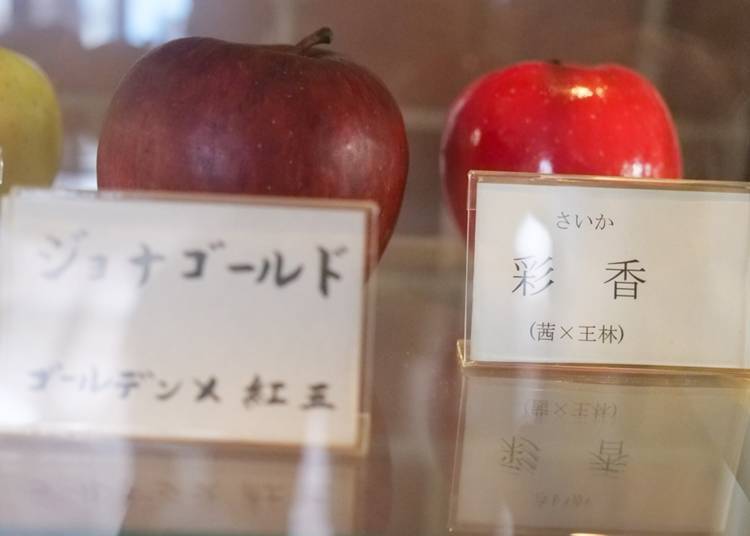 ジョナゴールド
ゴールデン×紅玉
さいか
彩 香
(茜×王林)